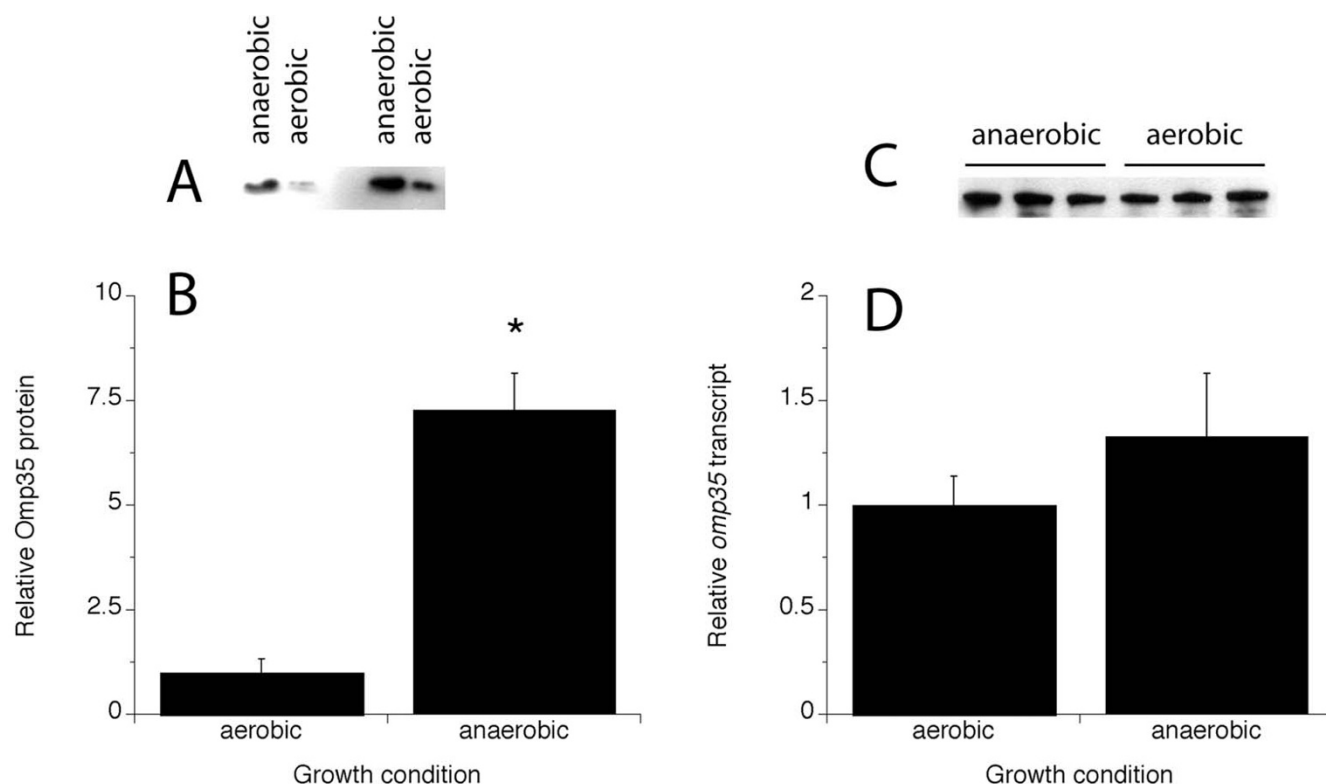 anaerobic
aerobic
anaerobic
aerobic
A
anaerobic aerobic
C
B
10
7.5
5
2.5
0
*
Relative Omp35 protein
aerobic anaerobic
Growth condition
D
2
1.5
1
0.5
0
Relative omp35 transcript
aerobic anaerobic
Growth condition